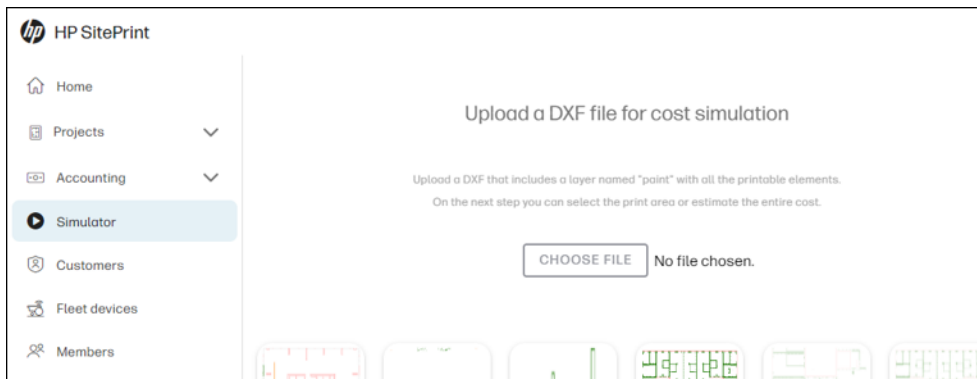 hp HP SitePrint
Home
Projects
Accounting
Simulator
Customers
Fleet devices
Members
Upload a DXF file for cost simulation
Upload a DXF that includes a layer named "paint" with all the printable elements.
On the next step you can select the print area or estimate the entire cost.
CHOOSE FILE No file chosen.